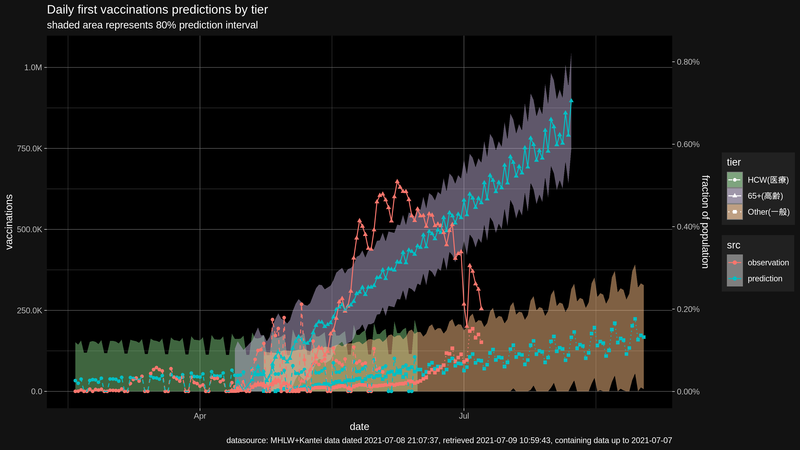 Daily first vaccinations predictions by tier
shaded area represents 80% prediction interval
1.0M
750.0K
500.0K
250.0K
0.0
vaccinations
0.80%
0.60%
0.40%
0.20%
0.00%
fraction of population
Apr
Jul
date
tier
HCW(医療)
65+(高齢)
Other(一般)
src
observation
prediction
datasource: MHLW+Kantei data dated 2021-07-08 21:07:37, retrieved 2021-07-09 10:59:43, containing data up to 2021-07-07